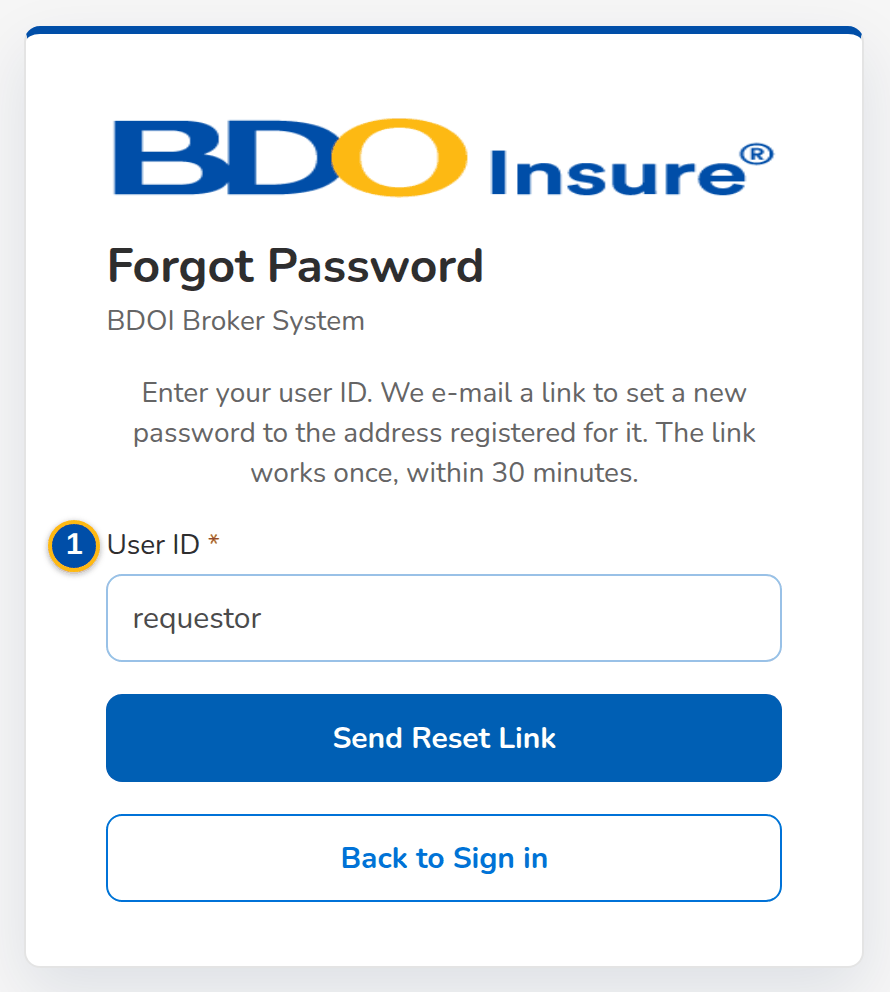 BDO Insure®
Forgot Password
BDOI Broker System
Enter your user ID. We e-mail a link to set a new
password to the address registered for it. The link
works once, within 30 minutes.
1 User ID *
requestor
Send Reset Link
Back to Sign in